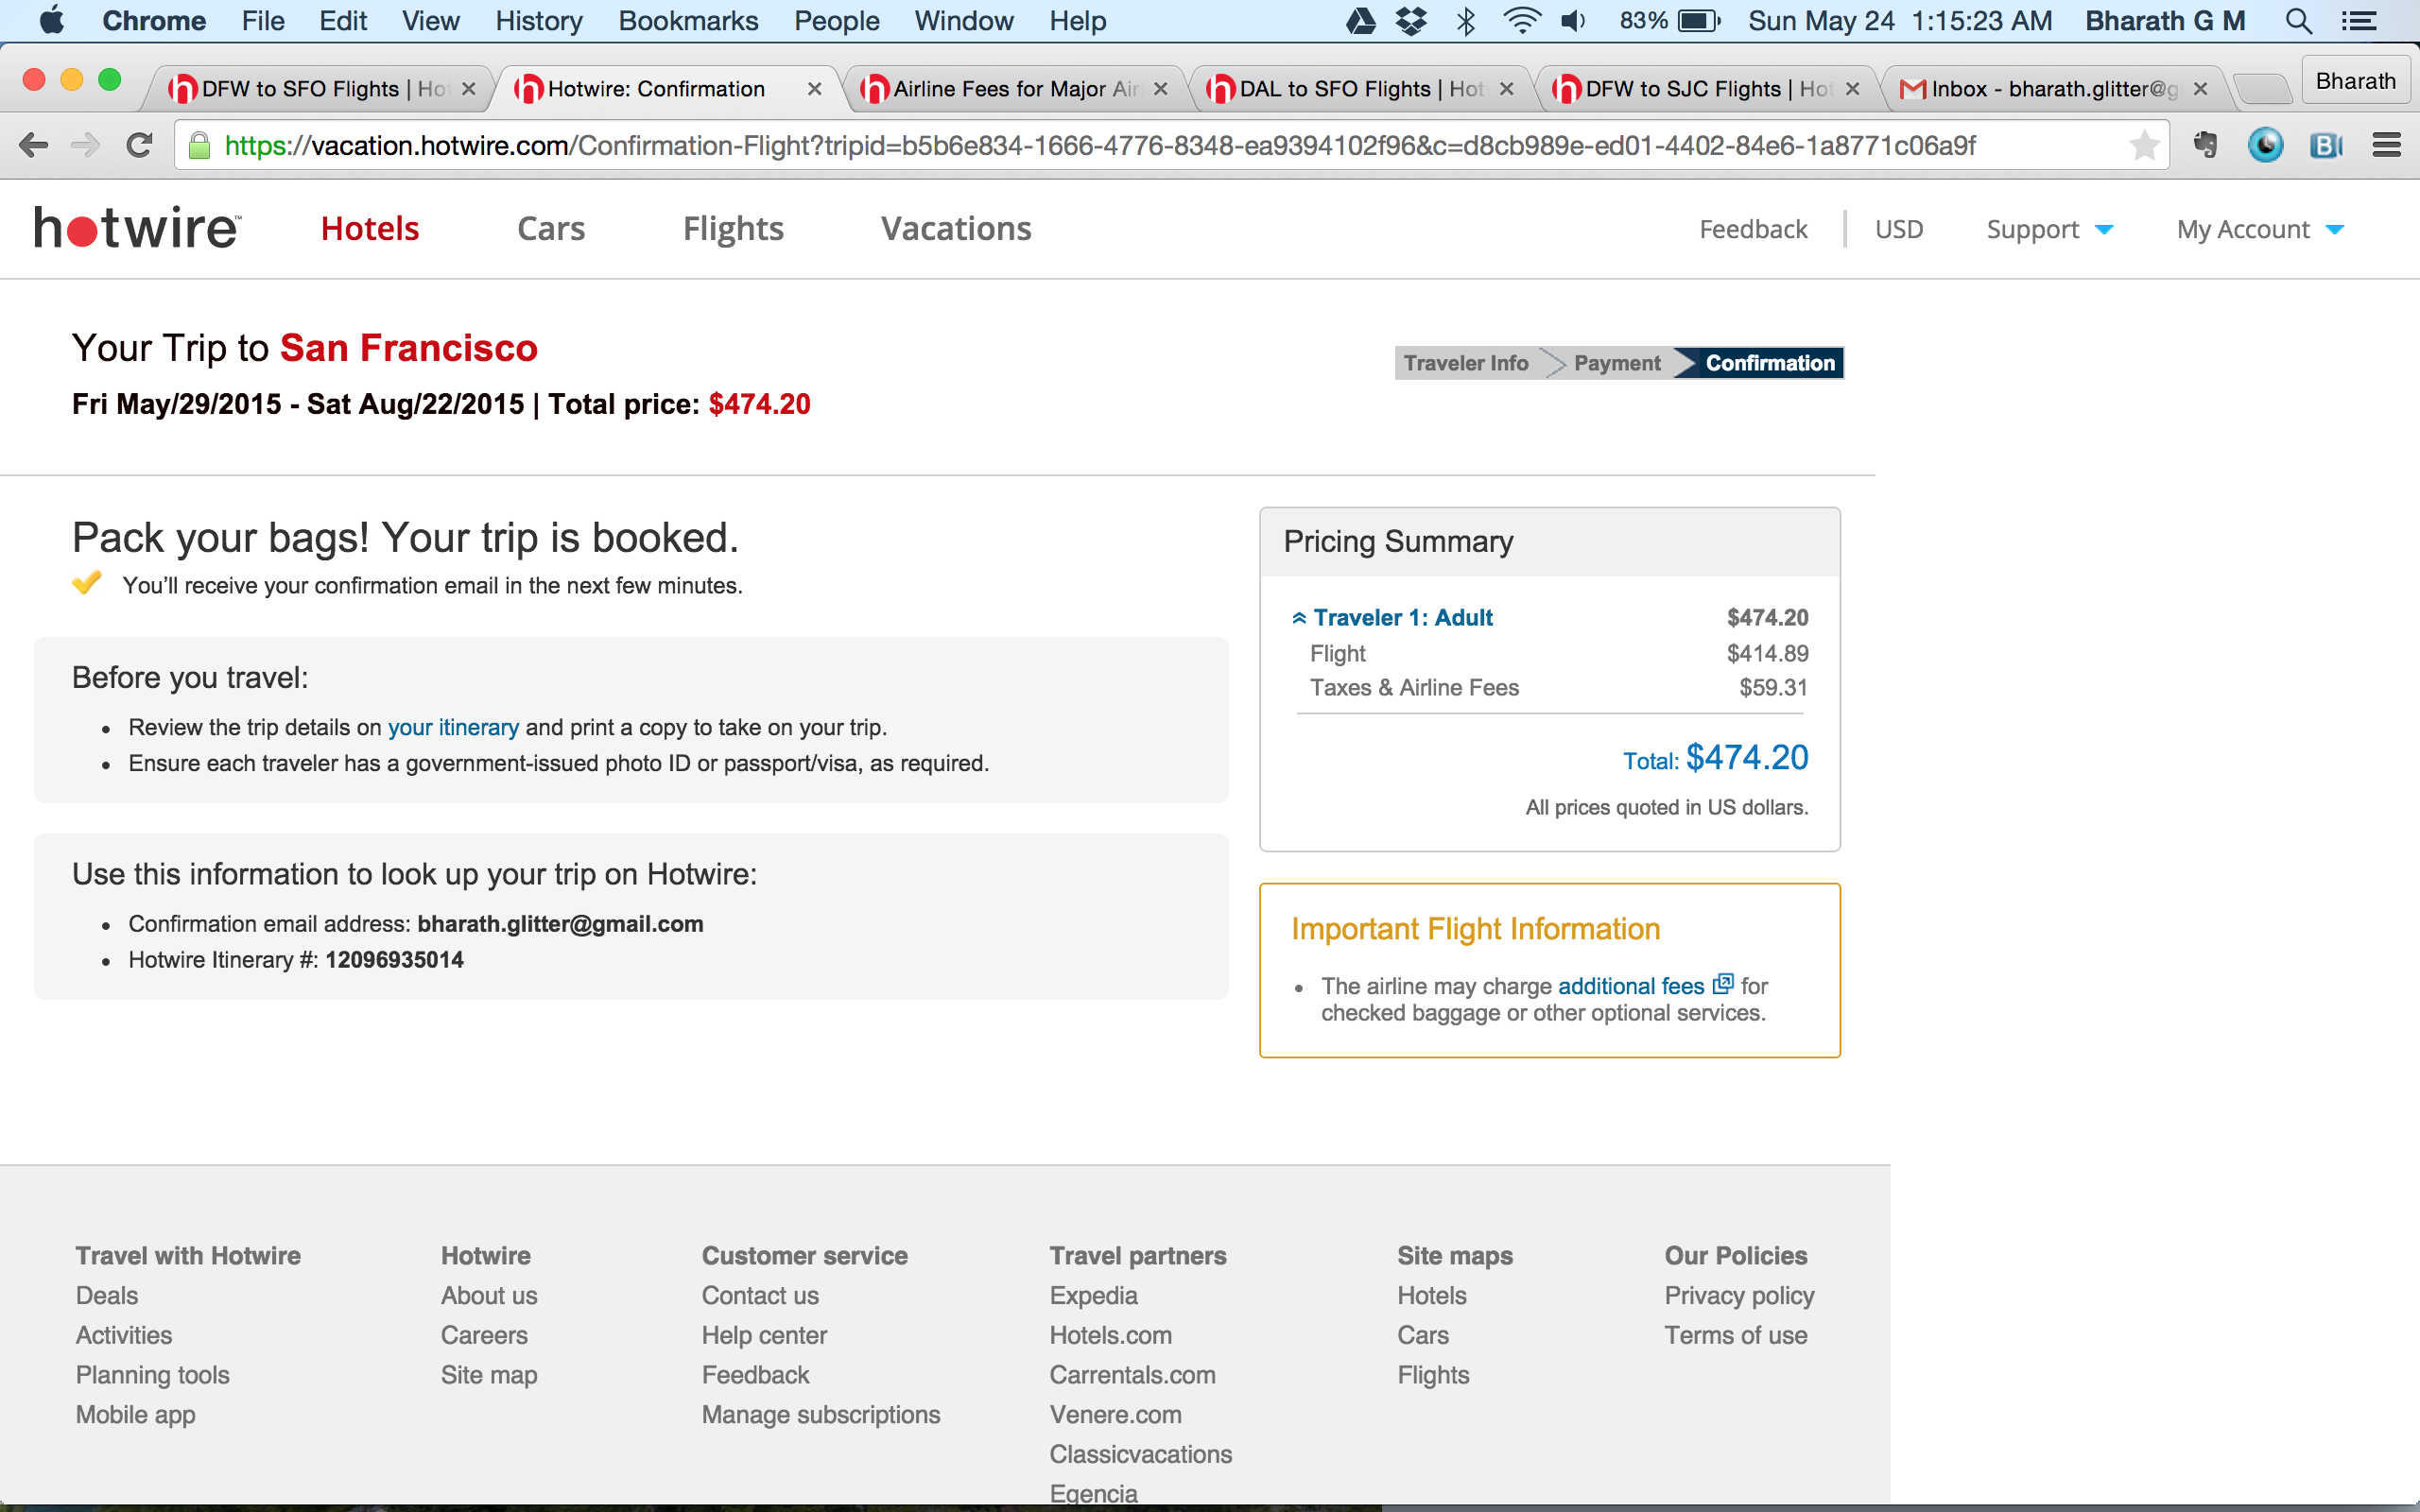 Chrome File Edit View History Bookmarks People Window Help 83% Sun May 24 1:15:23 AM Bharath G M
DFW to SFO Flights | Ho Hotwire: Confirmation Airline Fees for Major Air DAL to SFO Flights | Hot DFW to SJC Flights | Hot Inbox - bharath.glitter@g Bharath
https://vacation.hotwire.com/Confirmation-Flight?tripid=b5b6e834-1666-4776-8348-ea9394102f96&c=d8cb989e-ed01-4402-84e6-1a8771c06a9f
hotwire™ Hotels Cars Flights Vacations Feedback USD Support My Account
Your Trip to San Francisco
Traveler Info Payment Confirmation
Fri May/29/2015 - Sat Aug/22/2015 | Total price: $474.20
Pack your bags! Your trip is booked.
You'll receive your confirmation email in the next few minutes.
Before you travel:
• Review the trip details on your itinerary and print a copy to take on your trip.
• Ensure each traveler has a government-issued photo ID or passport/visa, as required.
Use this information to look up your trip on Hotwire:
• Confirmation email address: bharath.glitter@gmail.com
• Hotwire Itinerary #: 12096935014
Pricing Summary
Traveler 1: Adult $474.20
Flight $414.89
Taxes & Airline Fees $59.31
Total: $474.20
All prices quoted in US dollars.
Important Flight Information
• The airline may charge additional fees for
checked baggage or other optional services.
Travel with Hotwire
Deals
Activities
Planning tools
Mobile app
Hotwire
About us
Careers
Site map
Customer service
Contact us
Help center
Feedback
Manage subscriptions
Travel partners
Expedia
Hotels.com
Carrentals.com
Venere.com
Classicvacations
Egencia
Site maps
Hotels
Cars
Flights
Our Policies
Privacy policy
Terms of use